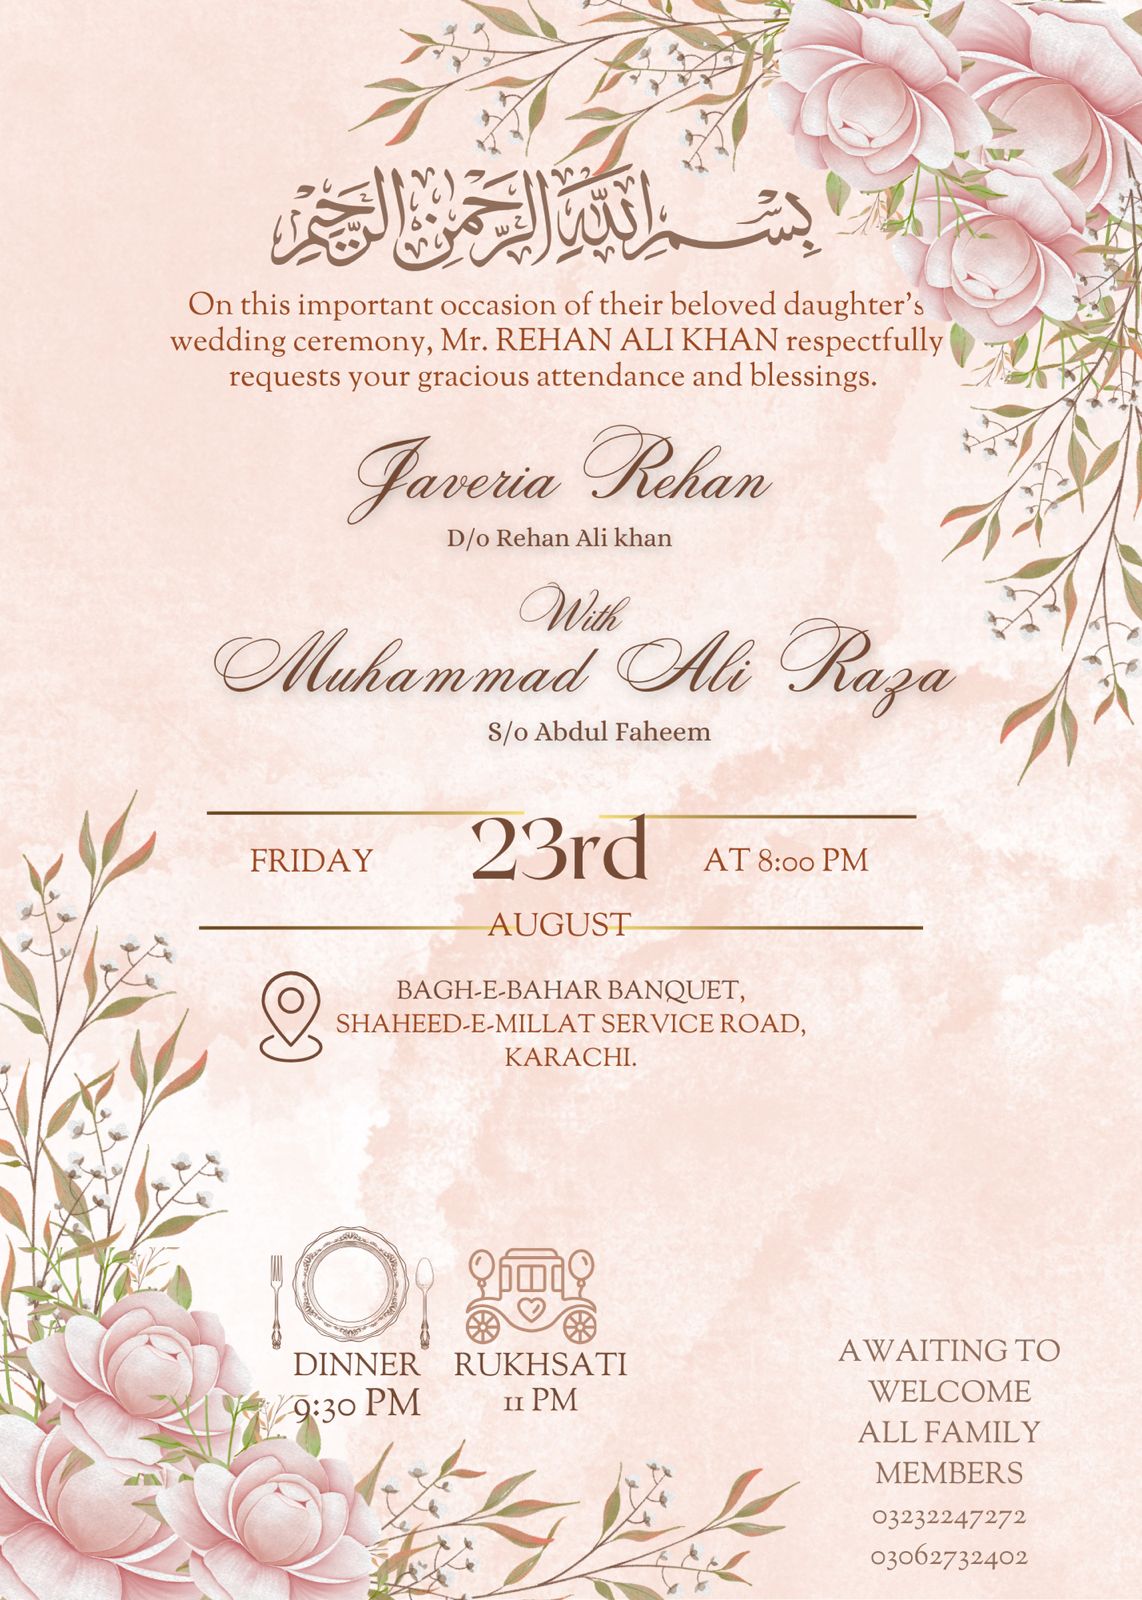 بِسْمِ اللهِ الرَّحْمٰنِ الرَّحِيْمِ
On this important occasion of their beloved daughter's
wedding ceremony, Mr. REHAN ALI KHAN respectfully
requests your gracious attendance and blessings.
Javeria Rehan
D/o Rehan Ali khan
With
Muhammad Ali Raza
S/o Abdul Faheem
FRIDAY 23rd AT 8:00 PM
AUGUST
BAGH-E-BAHAR BANQUET,
SHAHEED-E-MILLAT SERVICE ROAD,
KARACHI.
DINNER
9:30 PM
RUKHSATI
11 PM
AWAITING TO
WELCOME
ALL FAMILY
MEMBERS
03232247272
03062732402